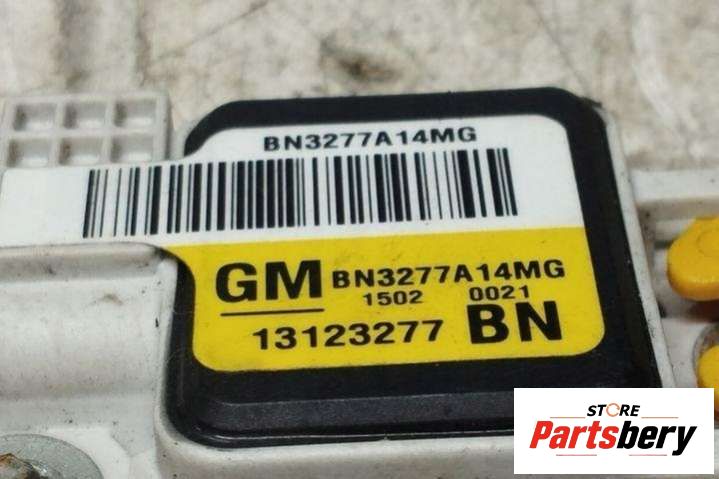 BN3277A14MG
GM BN3277A14MG
1502 0021
13123277 BN
STORE
Partsbery